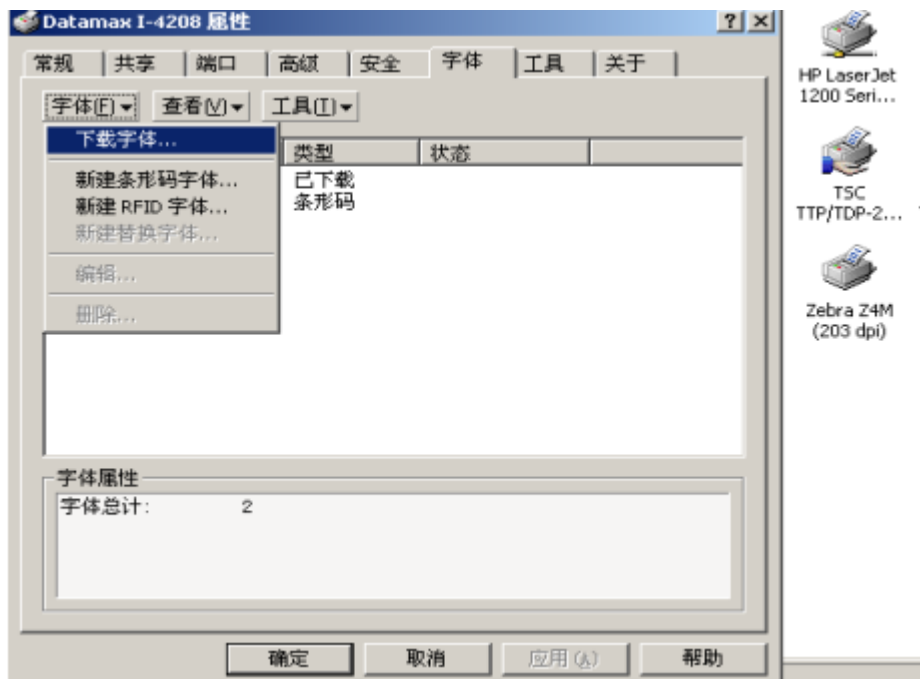 Datamax I-4208 属性
常规 共享 端口 高级 安全 字体 工具 关于
字体(F) 查看(V) 工具(I)
下载字体...
新建条形码字体...
新建 RFID 字体...
新建替换字体...
编辑...
删除...
类型 状态
已下载
条形码
字体属性
字体总计: 2
确定 取消 应用(A) 帮助
HP LaserJet
1200 Seri...
TSC
TTP/TDP-2...
Zebra Z4M
(203 dpi)